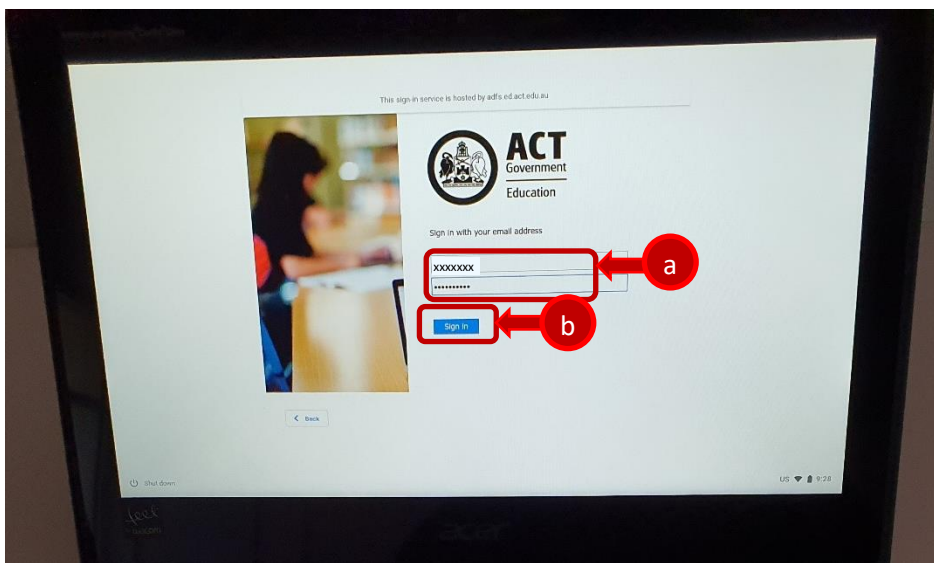 This sign-in service is hosted by adfs.ed.act.edu.au
ACT
Government
Education
Sign in with your email address
xxxxxxx
••••••••••
a
Sign in
b
Back
Shut down
US
9:20
acer